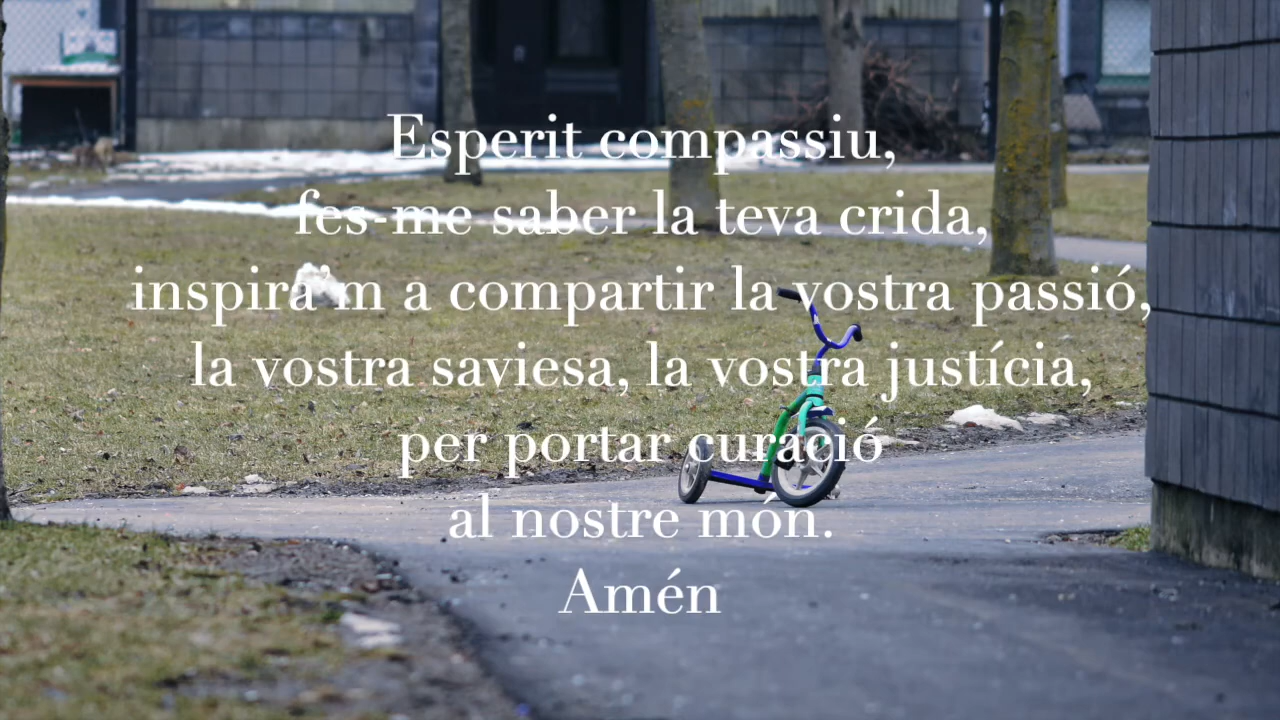 Esperit compassiu,
fes-me saber la teva crida,
inspira'm a compartir la vostra passió,
la vostra saviesa, la vostra justícia,
per portar curació
al nostre món.
Amén